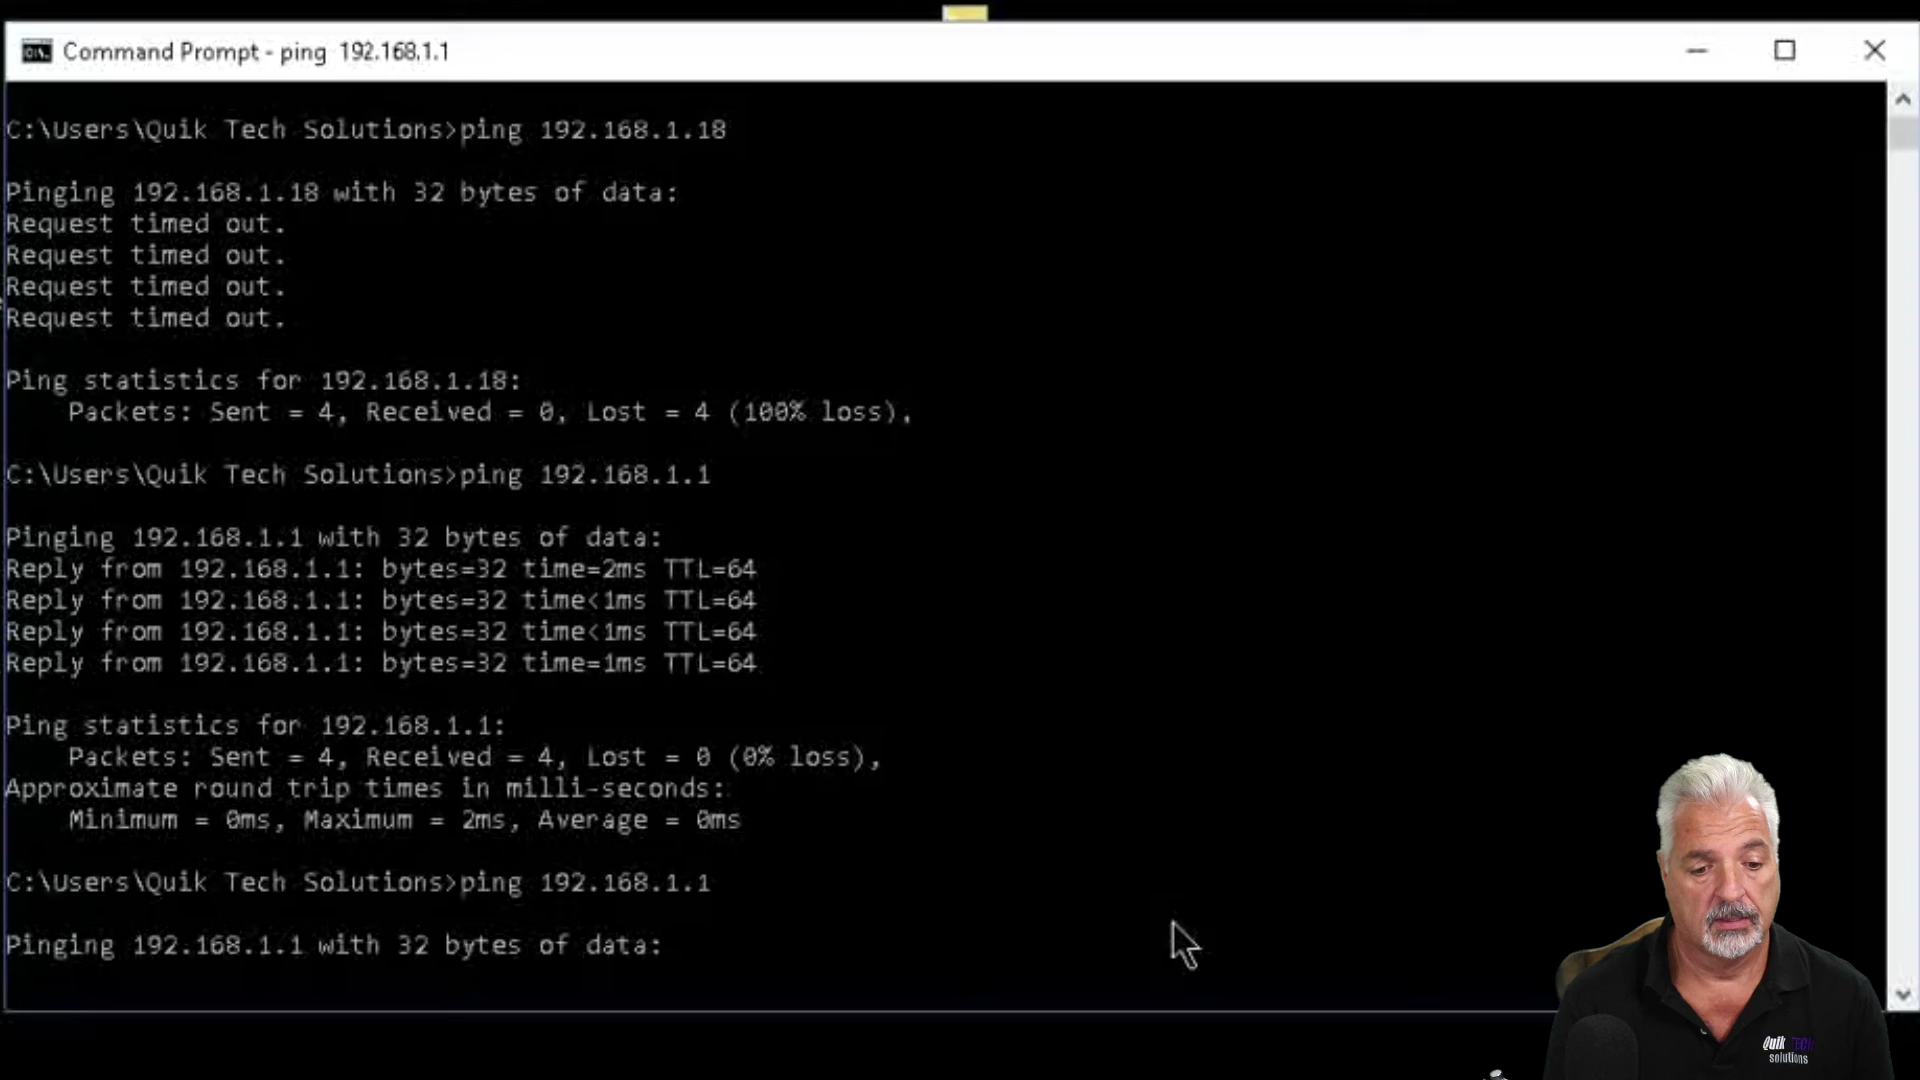 Command Prompt - ping 192.168.1.1
C:\Users\Quik Tech Solutions>ping 192.168.1.18
Pinging 192.168.1.18 with 32 bytes of data:
Request timed out.
Request timed out.
Request timed out.
Request timed out.
Ping statistics for 192.168.1.18:
Packets: Sent = 4, Received = 0, Lost = 4 (100% loss),
C:\Users\Quik Tech Solutions>ping 192.168.1.1
Pinging 192.168.1.1 with 32 bytes of data:
Reply from 192.168.1.1: bytes=32 time=2ms TTL=64
Reply from 192.168.1.1: bytes=32 time<1ms TTL=64
Reply from 192.168.1.1: bytes=32 time<1ms TTL=64
Reply from 192.168.1.1: bytes=32 time=1ms TTL=64
Ping statistics for 192.168.1.1:
Packets: Sent = 4, Received = 4, Lost = 0 (0% loss),
Approximate round trip times in milli-seconds:
Minimum = 0ms, Maximum = 2ms, Average = 0ms
C:\Users\Quik Tech Solutions>ping 192.168.1.1
Pinging 192.168.1.1 with 32 bytes of data:
Quik TECH
solutions